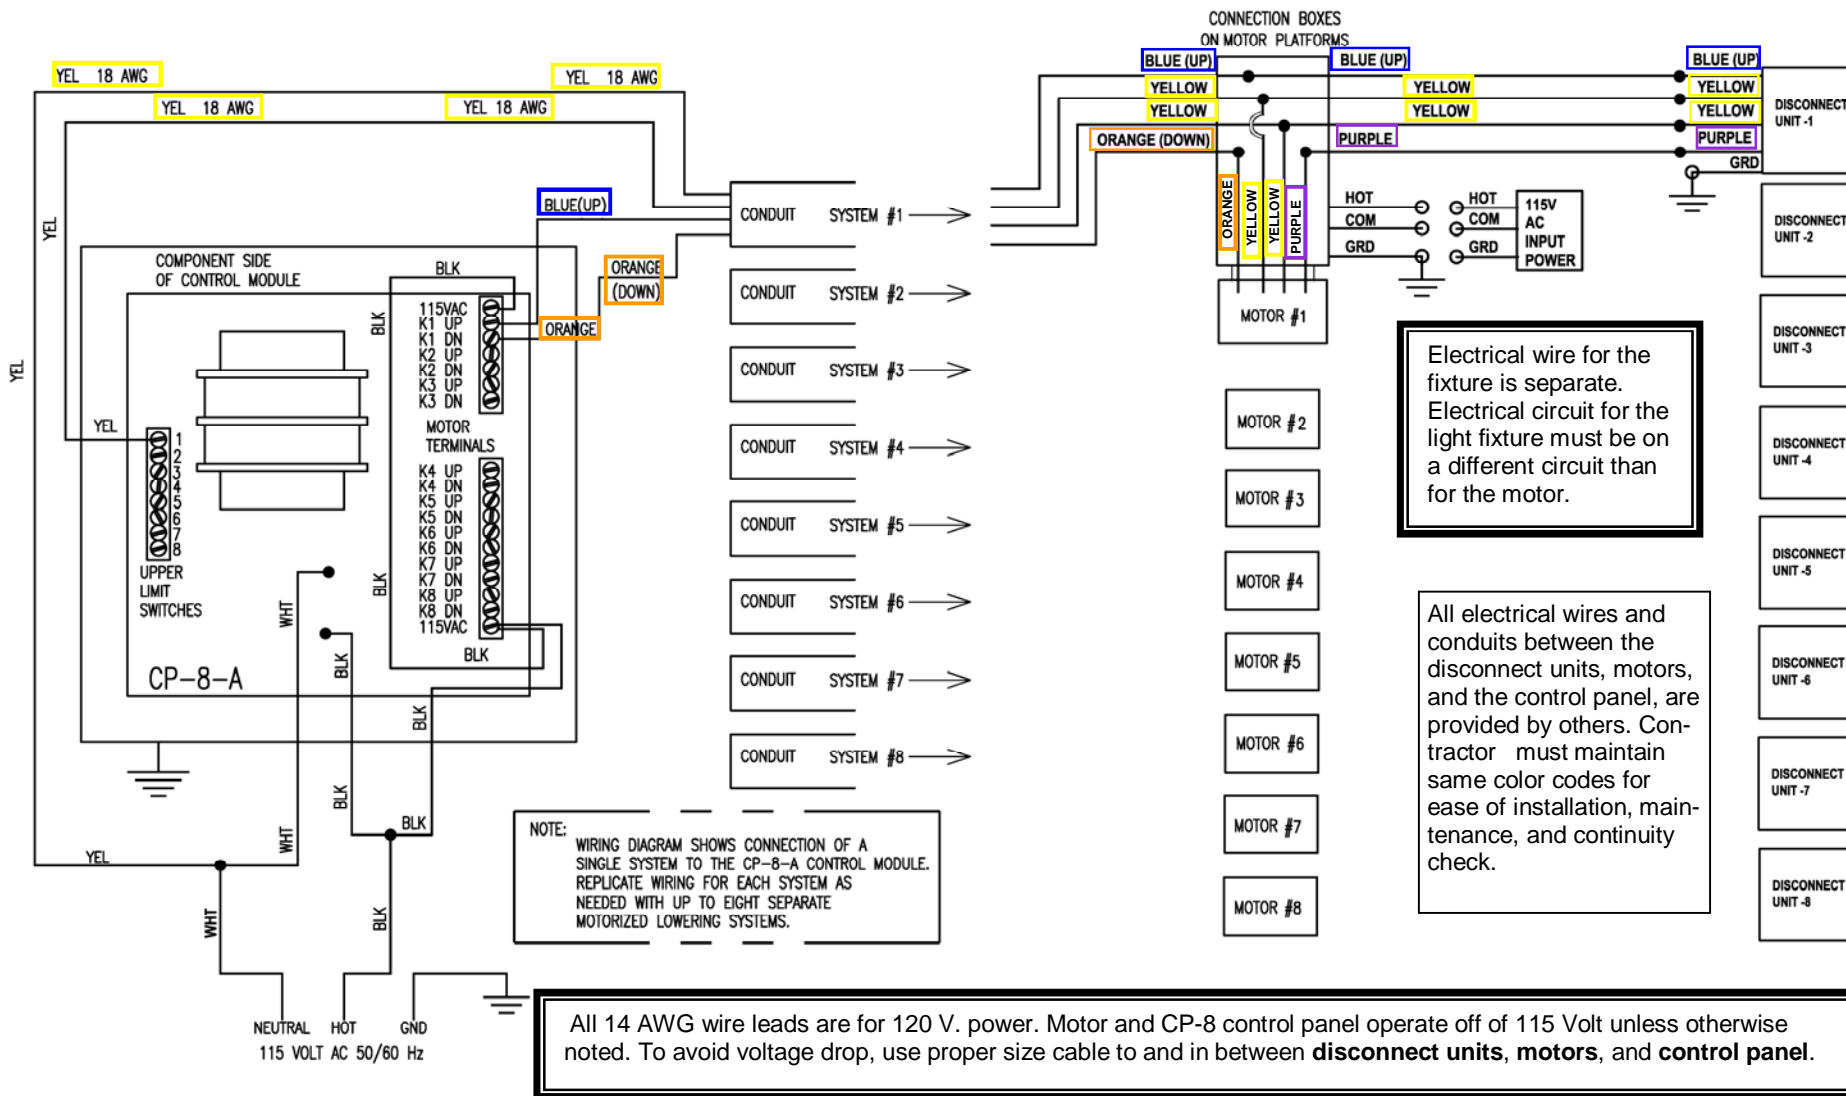 CONNECTION BOXES
ON MOTOR PLATFORMS
YEL 18 AWG
YEL 18 AWG
YEL 18 AWG
YEL 18 AWG
BLUE (UP)
YELLOW
YELLOW
ORANGE (DOWN)
BLUE (UP)
YELLOW
YELLOW
PURPLE
BLUE (UP)
YELLOW
YELLOW
PURPLE
GRD
ORANGE
YELLOW
YELLOW
PURPLE
HOT
COM
GRD
HOT
COM
GRD
115V
AC
INPUT
POWER
DISCONNECT
UNIT -1
DISCONNECT
UNIT -2
DISCONNECT
UNIT -3
DISCONNECT
UNIT -4
DISCONNECT
UNIT -5
DISCONNECT
UNIT -6
DISCONNECT
UNIT -7
DISCONNECT
UNIT -8
YEL
YEL
BLUE(UP)
ORANGE
(DOWN)
ORANGE
COMPONENT SIDE
OF CONTROL MODULE
BLK
BLK
115VAC
K1 UP
K1 DN
K2 UP
K2 DN
K3 UP
K3 DN
MOTOR
TERMINALS
K4 UP
K4 DN
K5 UP
K5 DN
K6 UP
K6 DN
K7 UP
K7 DN
K8 UP
K8 DN
115VAC
BLK
BLK
YEL
1
2
3
4
5
6
7
8
UPPER
LIMIT
SWITCHES
WHT
BLK
BLK
CP-8-A
WHT
BLK
BLK
YEL
WHT
BLK
NEUTRAL HOT GND
115 VOLT AC 50/60 Hz
CONDUIT SYSTEM #1
CONDUIT SYSTEM #2
CONDUIT SYSTEM #3
CONDUIT SYSTEM #4
CONDUIT SYSTEM #5
CONDUIT SYSTEM #6
CONDUIT SYSTEM #7
CONDUIT SYSTEM #8
MOTOR #1
MOTOR #2
MOTOR #3
MOTOR #4
MOTOR #5
MOTOR #6
MOTOR #7
MOTOR #8
Electrical wire for the
fixture is separate.
Electrical circuit for the
light fixture must be on
a different circuit than
for the motor.
All electrical wires and
conduits between the
disconnect units, motors,
and the control panel, are
provided by others. Con-
tractor must maintain
same color codes for
ease of installation, main-
tenance, and continuity
check.
NOTE:
WIRING DIAGRAM SHOWS CONNECTION OF A
SINGLE SYSTEM TO THE CP-8-A CONTROL MODULE.
REPLICATE WIRING FOR EACH SYSTEM AS
NEEDED WITH UP TO EIGHT SEPARATE
MOTORIZED LOWERING SYSTEMS.
All 14 AWG wire leads are for 120 V. power. Motor and CP-8 control panel operate off of 115 Volt unless otherwise
noted. To avoid voltage drop, use proper size cable to and in between disconnect units, motors, and control panel.